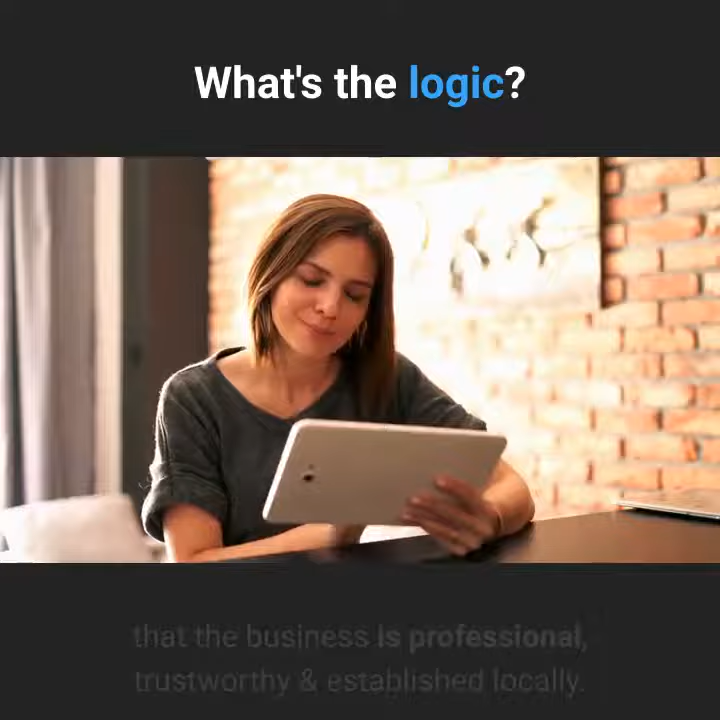 What's the logic?
that the business is professional,
trustworthy & established locally.